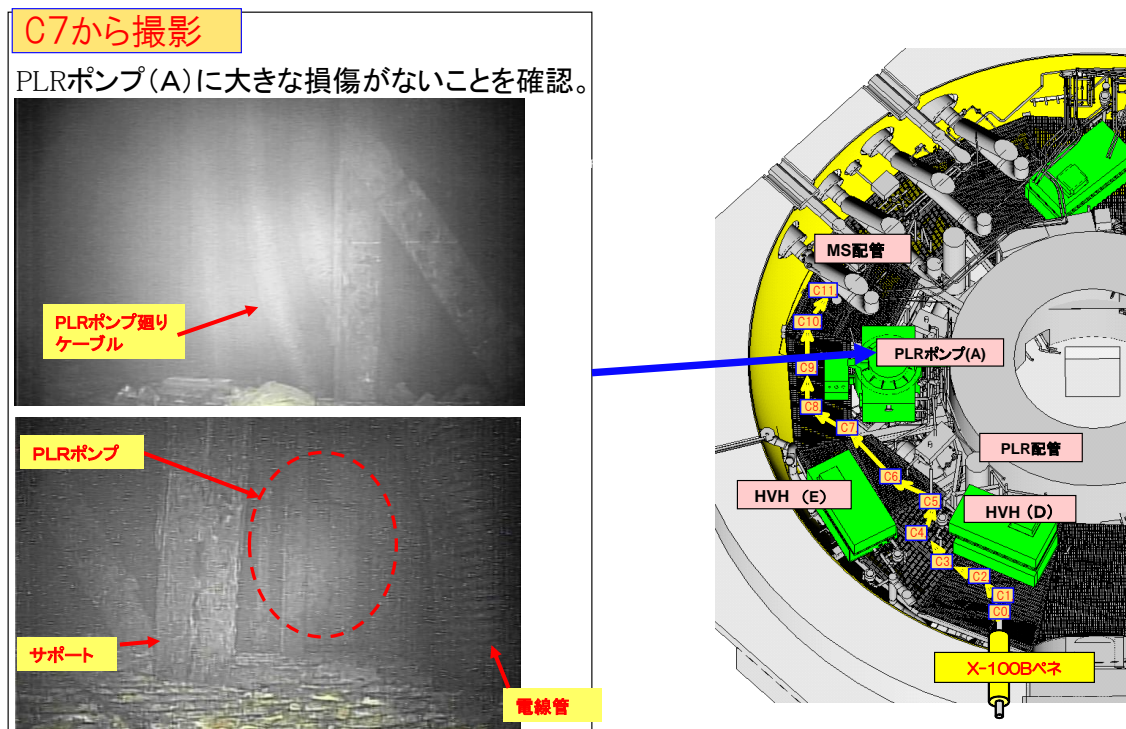 C7から撮影
PLRポンプ(A)に大きな損傷がないことを確認。
PLRポンプ廻り
ケーブル
PLRポンプ
サポート
電線管
MS配管
C11
C10
PLRポンプ(A)
C9
C8
C7
PLR配管
C6
HVH (E)
C5
HVH (D)
C4
C3
C2
C1
C0
X-100Bペネ